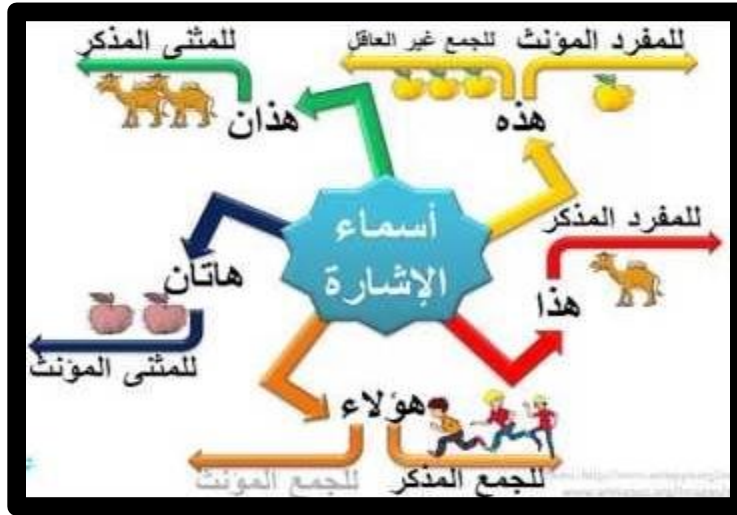 أسماء
الإشارة
للمفرد المذكر
هذا
للمفرد المؤنث
للجمع غير العاقل
هذه
للمثنى المذكر
هذان
هاتان
للمثنى المؤنث
هؤلاء
للجمع المذكر
للجمع المؤنث